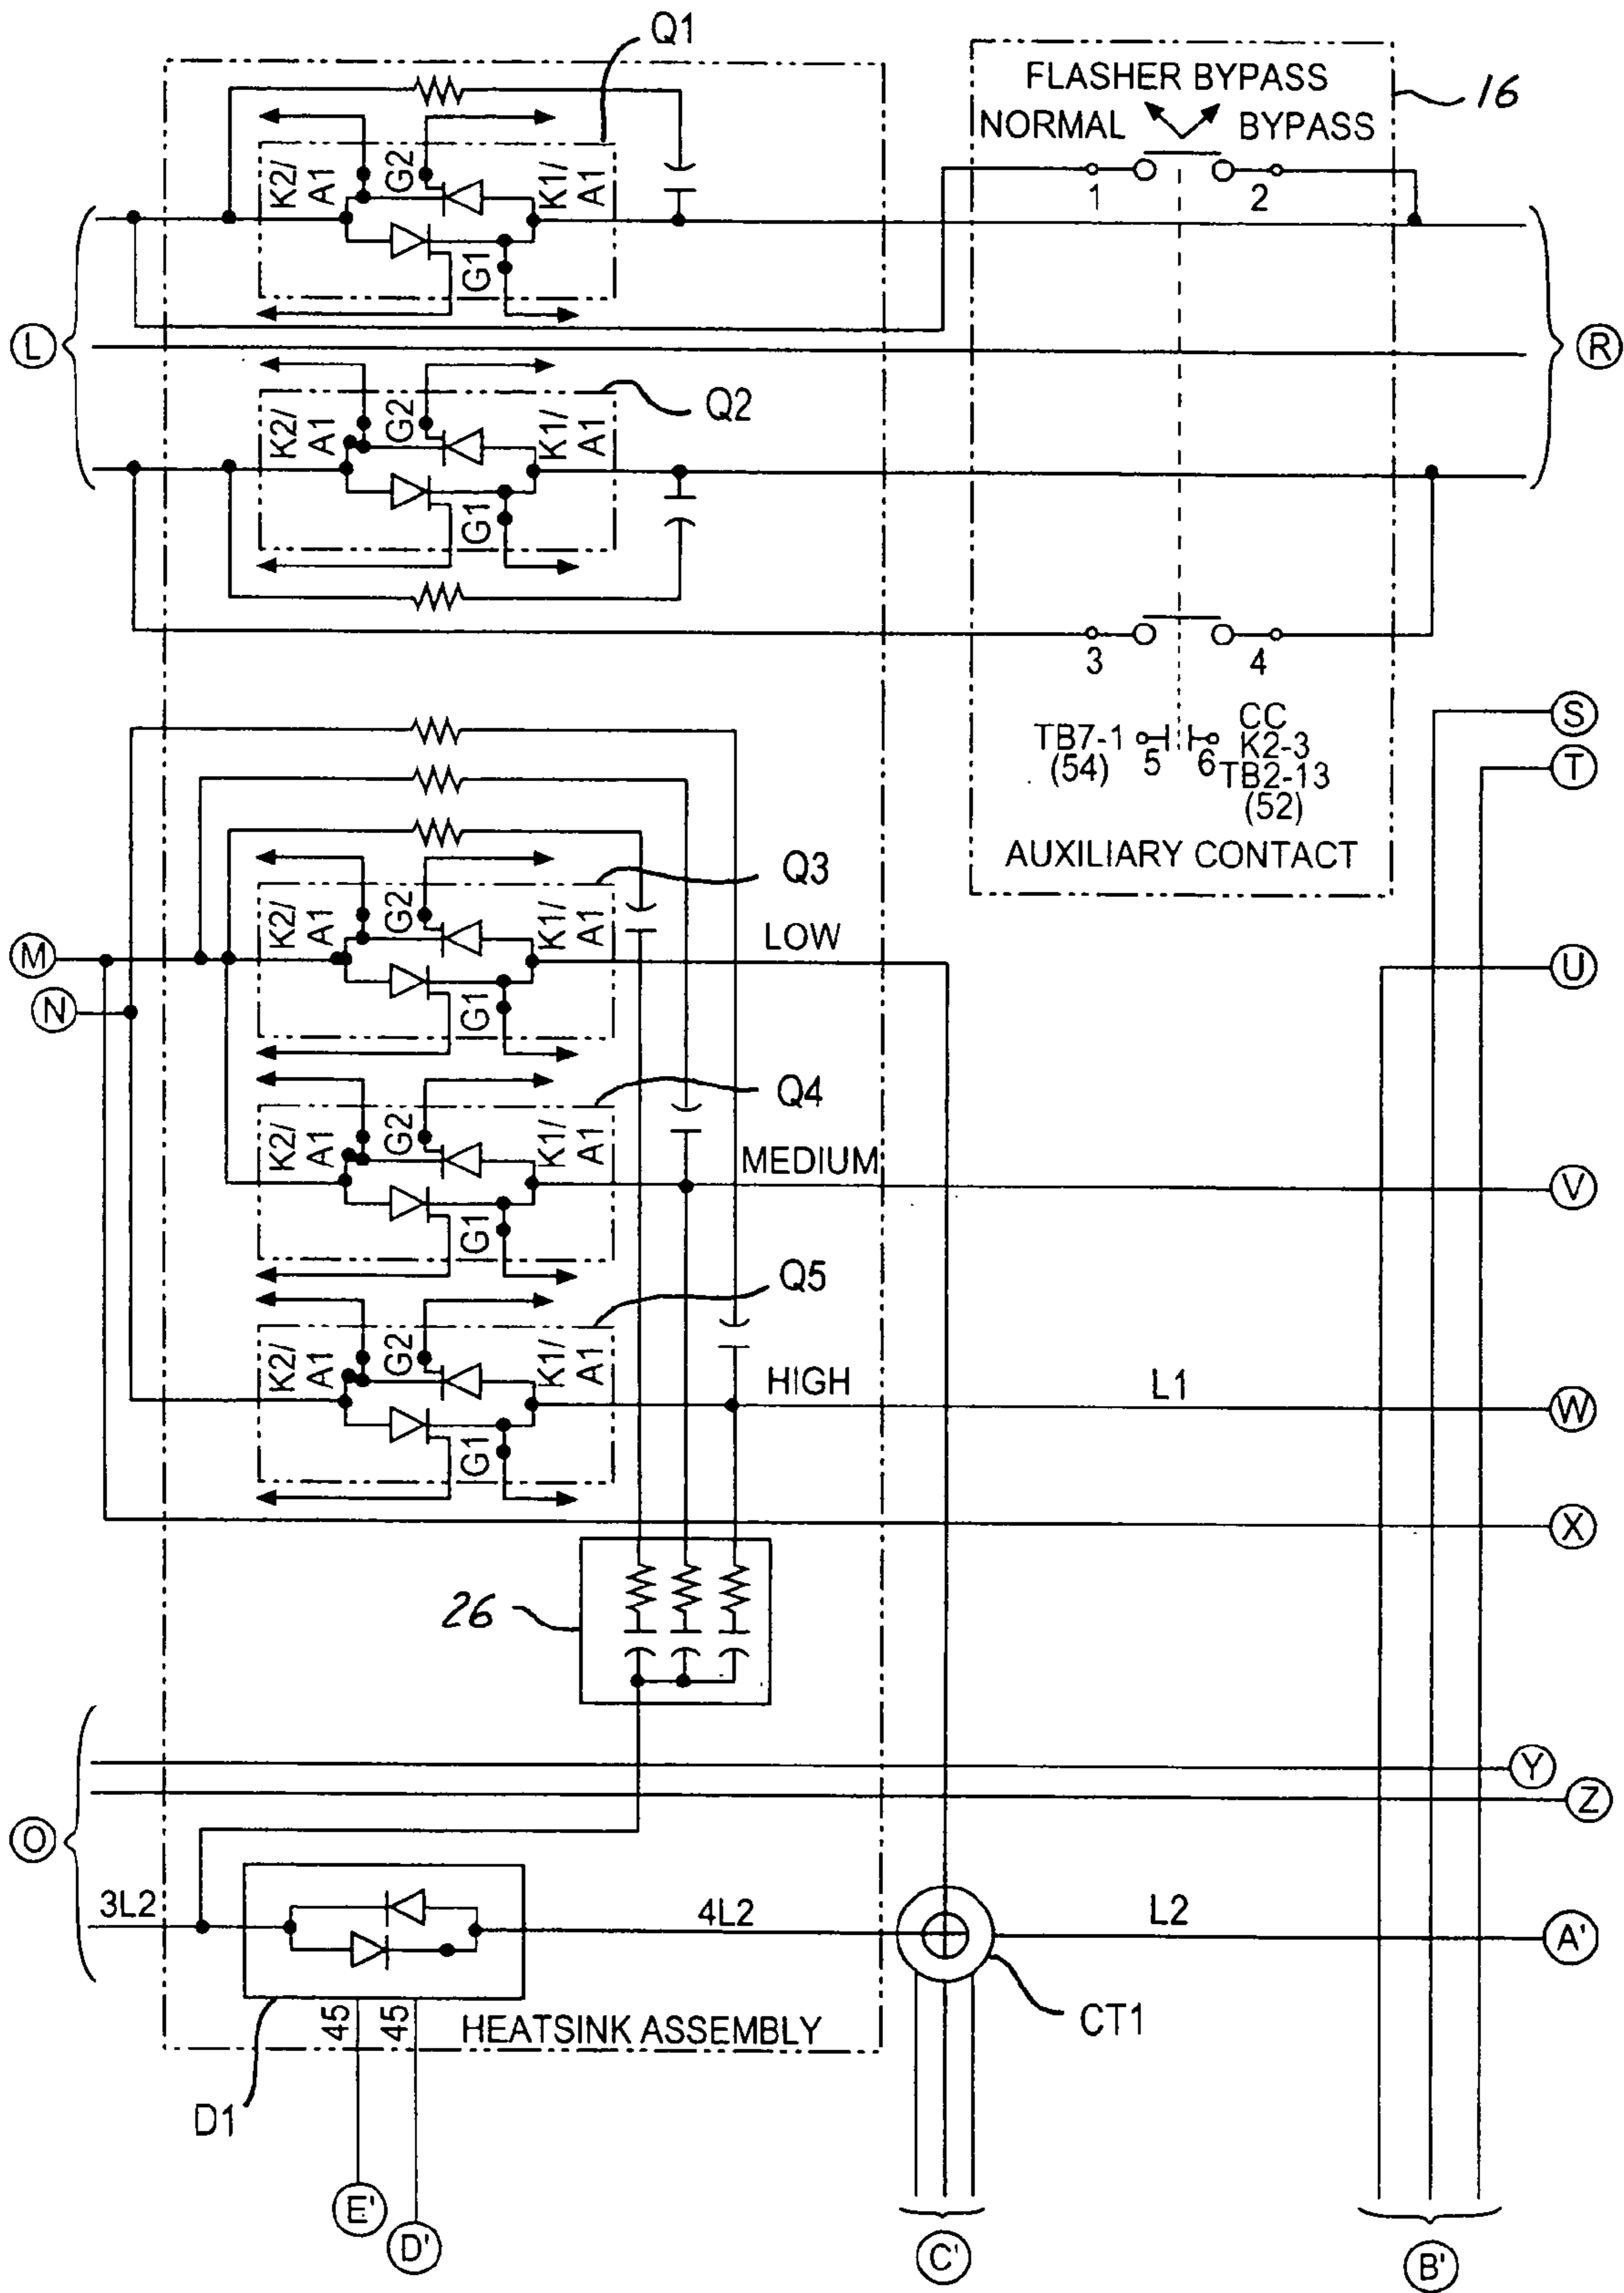 Q1
FLASHER BYPASS
16
NORMAL BYPASS
K2/
A1
G2
K1/
A1
1
2
G1
L
R
Q2
K2/
A1
G2
K1/
A1
G1
3
4
S
TB7-1
(54)
5
6
CC
K2-3
TB2-13
(52)
T
AUXILIARY CONTACT
Q3
K2/
A1
G2
K1/
A1
LOW
M
U
N
G1
Q4
K2/
A1
G2
K1/
A1
MEDIUM
V
G1
Q5
K2/
A1
G2
K1/
A1
HIGH
L1
W
G1
X
26
Y
Z
O
3L2
4L2
L2
A'
45
45
HEATSINK ASSEMBLY
CT1
D1
E'
D'
C'
B'